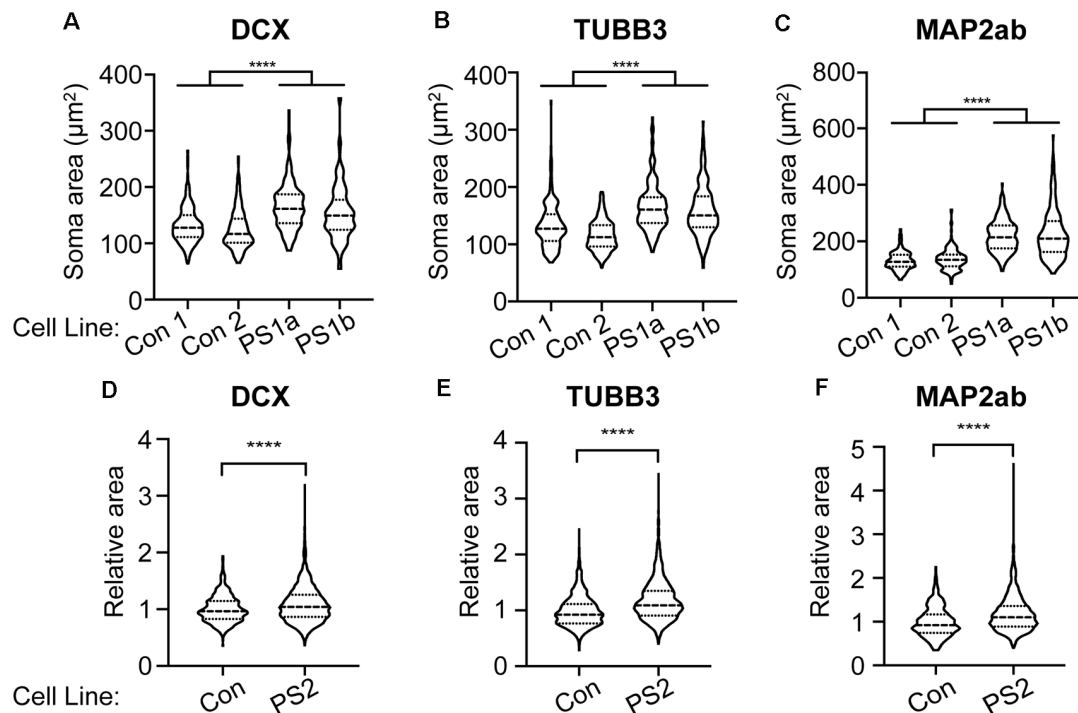 A
DCX
Soma area (µm²)
400
300
200
100
0
****
Cell Line:
Con 1
Con 2
PS1a
PS1b
B
TUBB3
Soma area (µm²)
400
300
200
100
0
****
Con 1
Con 2
PS1a
PS1b
C
MAP2ab
Soma area (µm²)
800
600
400
200
0
****
Con 1
Con 2
PS1a
PS1b
D
DCX
Relative area
4
3
2
1
0
****
Cell Line:
Con
PS2
E
TUBB3
Relative area
4
3
2
1
0
****
Con
PS2
F
MAP2ab
Relative area
5
4
3
2
1
0
****
Con
PS2